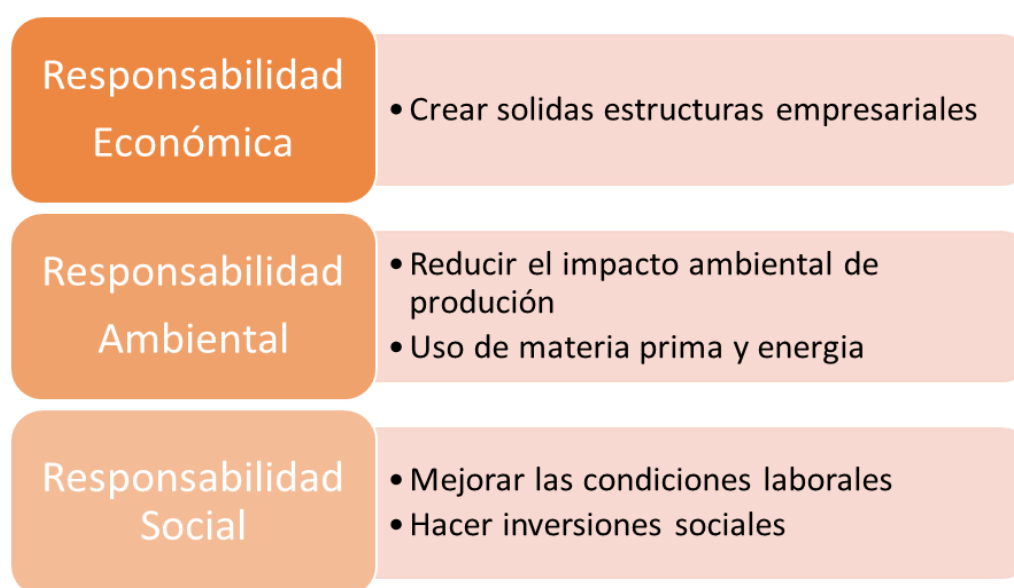 Responsabilidad
Económica
• Crear solidas estructuras empresariales
Responsabilidad
Ambiental
• Reducir el impacto ambiental de
produción
• Uso de materia prima y energia
Responsabilidad
Social
• Mejorar las condiciones laborales
• Hacer inversiones sociales